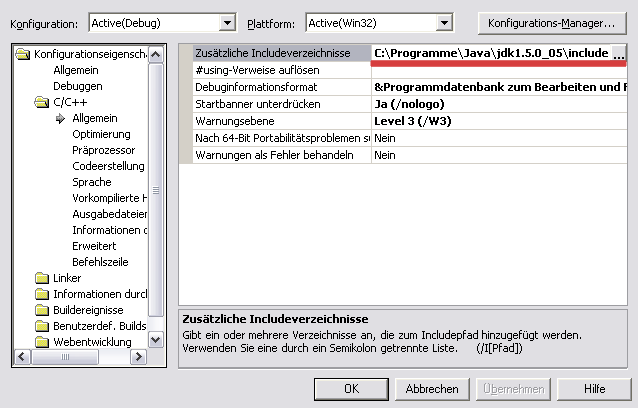 Konfiguration: Active(Debug) Plattform: Active(Win32) Konfigurations-Manager...
Konfigurationseigenscha
Allgemein
Debuggen
C/C++
Allgemein
Optimierung
Präprozessor
Codeerstellung
Sprache
Vorkompilierte H
Ausgabedateien
Informationen d
Erweitert
Befehlszeile
Linker
Informationen durc
Buildereignisse
Benutzerdef. Builds
Webentwicklung
Zusätzliche Includeverzeichnisse C:\Programme\Java\jdk1.5.0_05\include ...
#using-Verweise auflösen
Debuginformationsformat &Programmdatenbank zum Bearbeiten und F
Startbanner unterdrücken Ja (/nologo)
Warnungsebene Level 3 (/W3)
Nach 64-Bit Portabilitätsproblemen su Nein
Warnungen als Fehler behandeln Nein
Zusätzliche Includeverzeichnisse
Gibt ein oder mehrere Verzeichnisse an, die zum Includepfad hinzugefügt werden.
Verwenden Sie eine durch ein Semikolon getrennte Liste. (/I[Pfad])
OK Abbrechen Übernehmen Hilfe